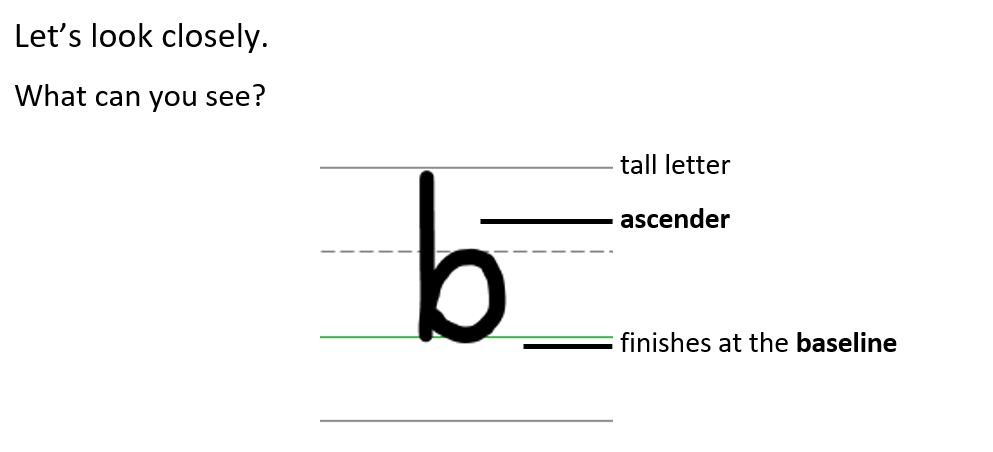 Let's look closely.
What can you see?
tall letter
ascender
b
finishes at the baseline